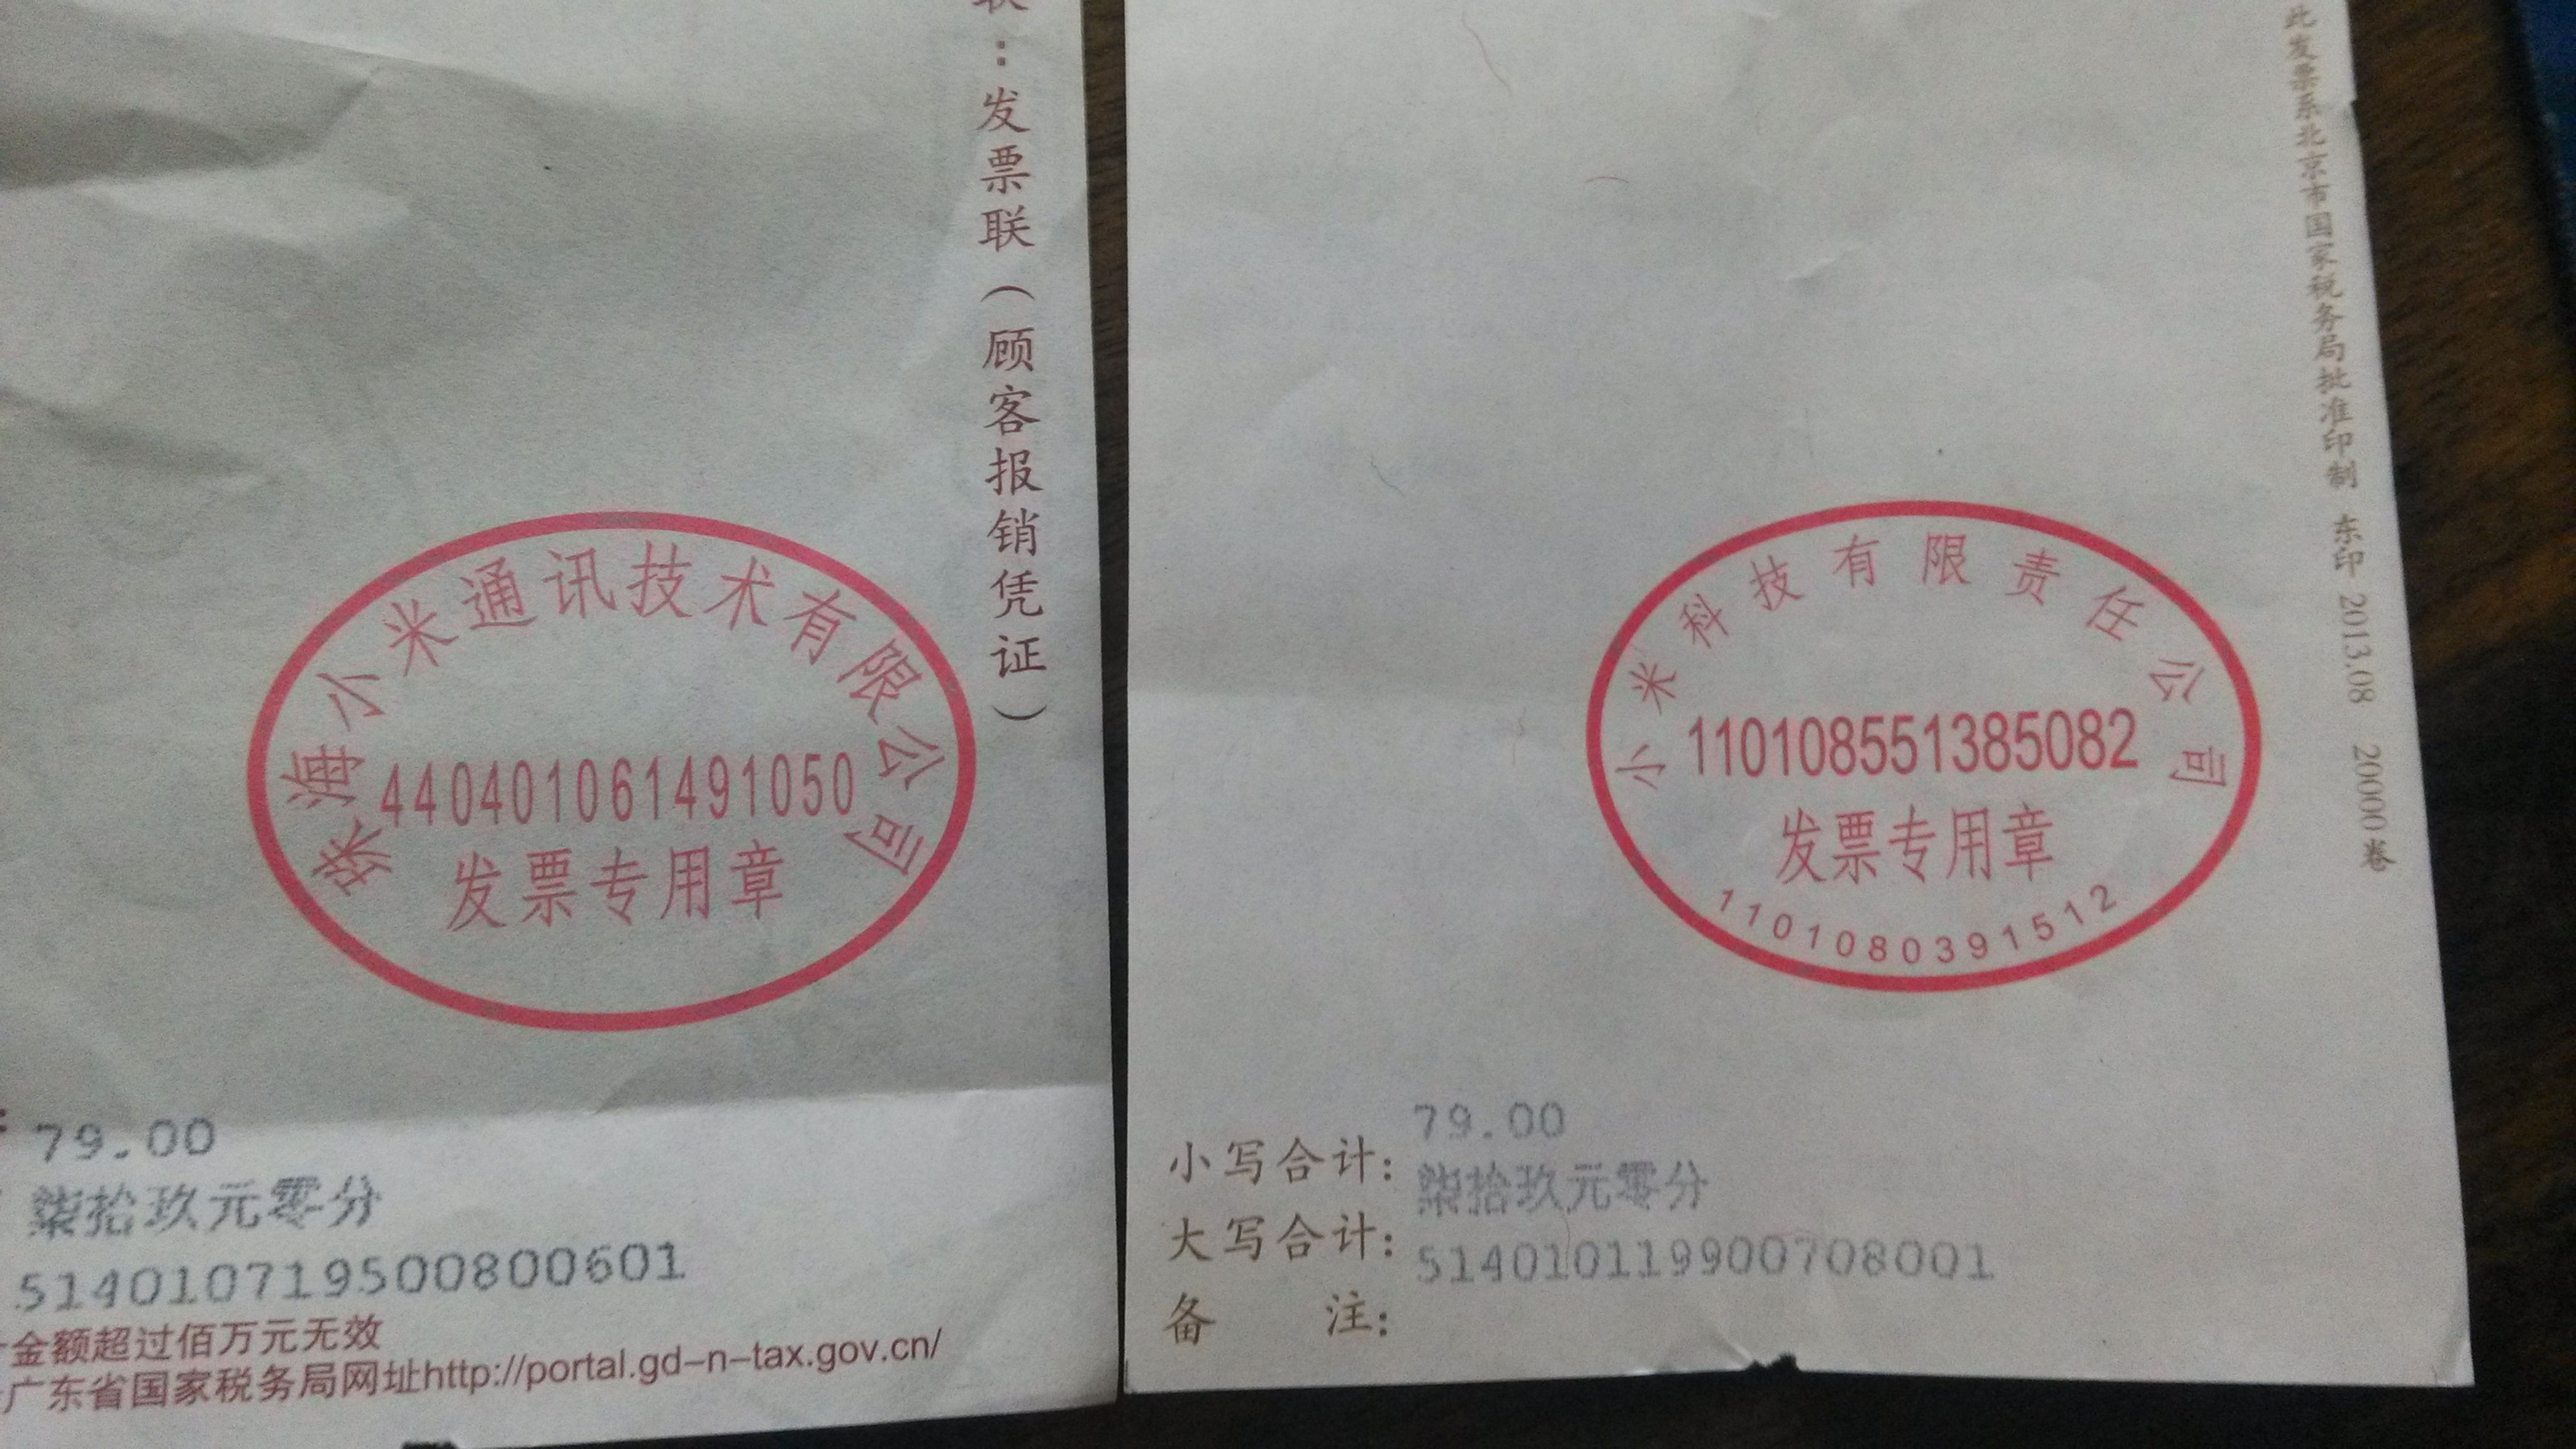 联：发票联（顾客报销凭证）
珠海小米通讯技术有限公司
440401061491050
发票专用章
79.00
柒拾玖元零分
514010719500800601
金额超过佰万元无效
广东省国家税务局网址http://portal.gd-n-tax.gov.cn/
此发票系北京市国家税务局批准印制 东印 2013.08 20000卷
小米科技有限责任公司
110108551385082
发票专用章
1101080391512
小写合计: 79.00
大写合计: 柒拾玖元零分
备注: 514010119900708001